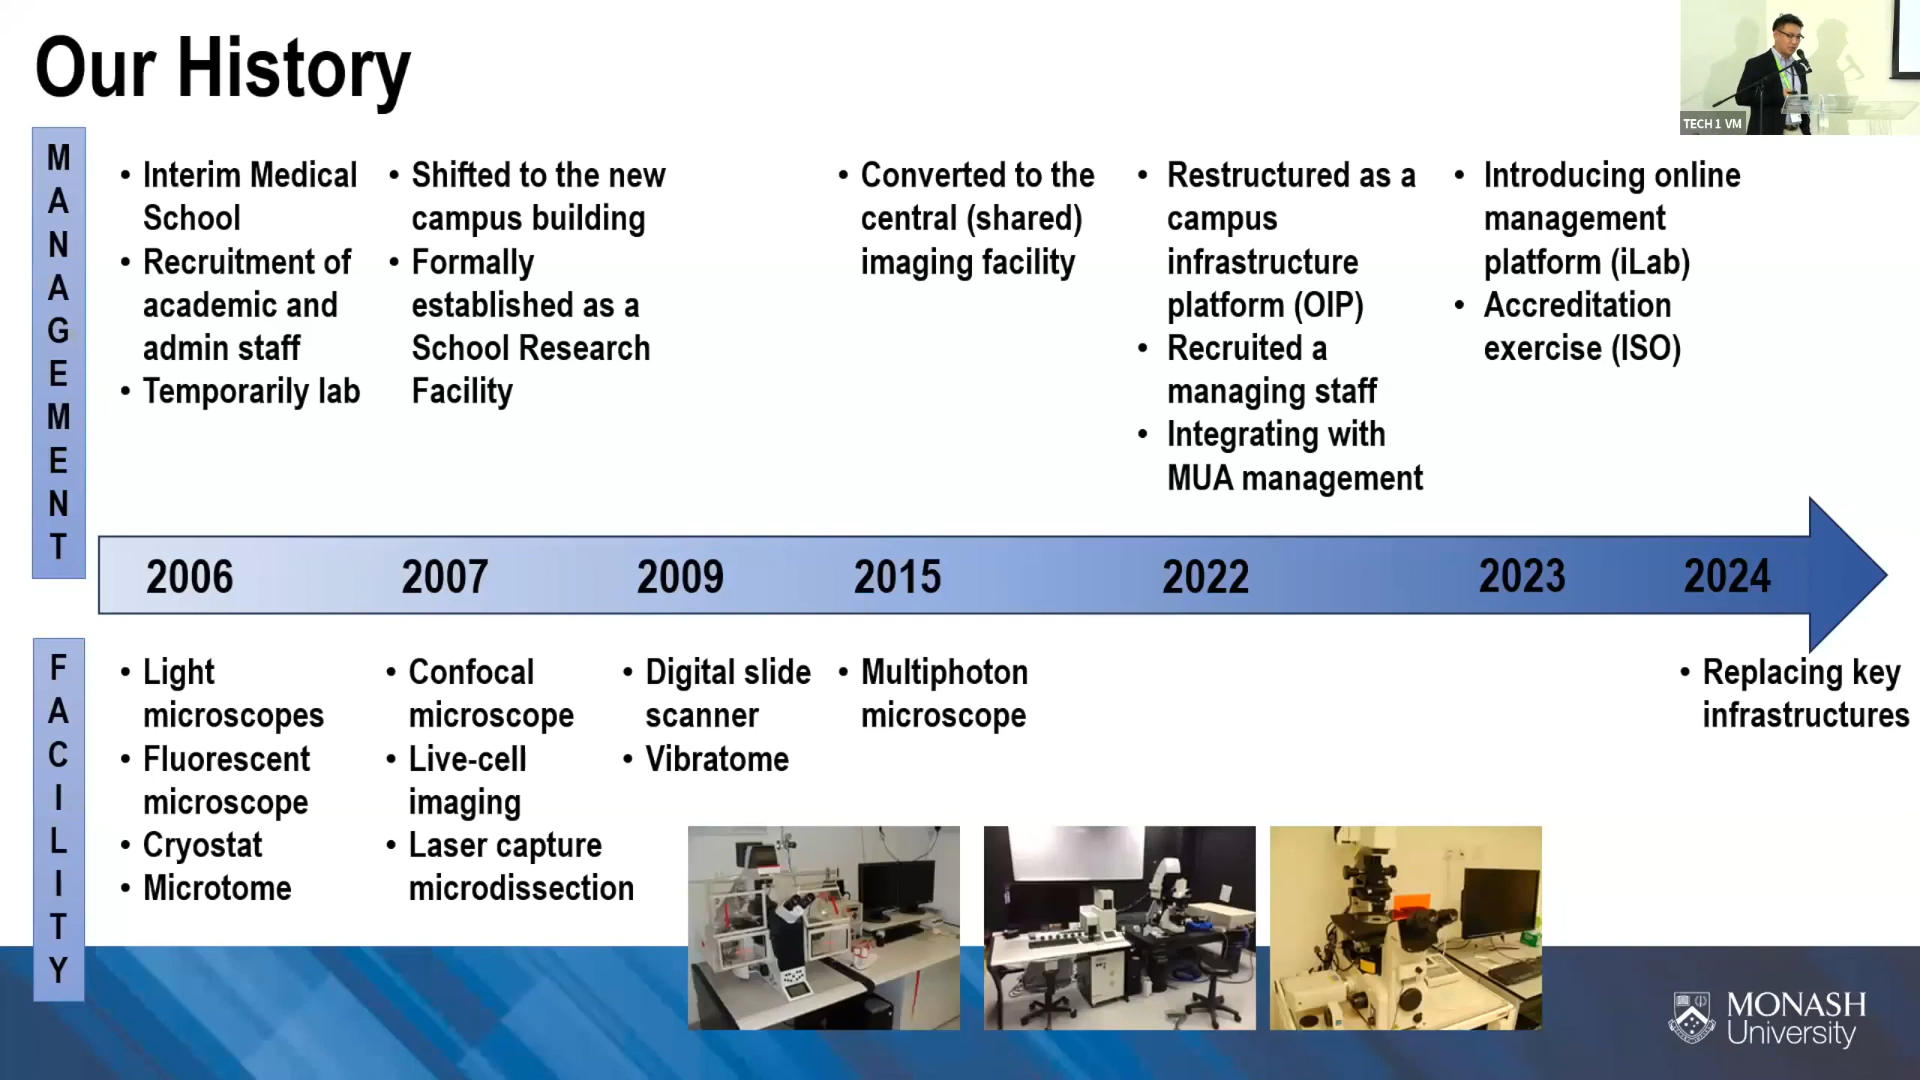 Our History
TECH 1 VM
MANAGEMENT
• Interim Medical
School
• Recruitment of
academic and
admin staff
• Temporarily lab
• Shifted to the new
campus building
• Formally
established as a
School Research
Facility
• Converted to the
central (shared)
imaging facility
• Restructured as a
campus
infrastructure
platform (OIP)
• Recruited a
managing staff
• Integrating with
MUA management
• Introducing online
management
platform (iLab)
• Accreditation
exercise (ISO)
2006 2007 2009 2015 2022 2023 2024
FACILITY
• Light
microscopes
• Fluorescent
microscope
• Cryostat
• Microtome
• Confocal
microscope
• Live-cell
imaging
• Laser capture
microdissection
• Digital slide
scanner
• Vibratome
• Multiphoton
microscope
• Replacing key
infrastructures
MONASH
University